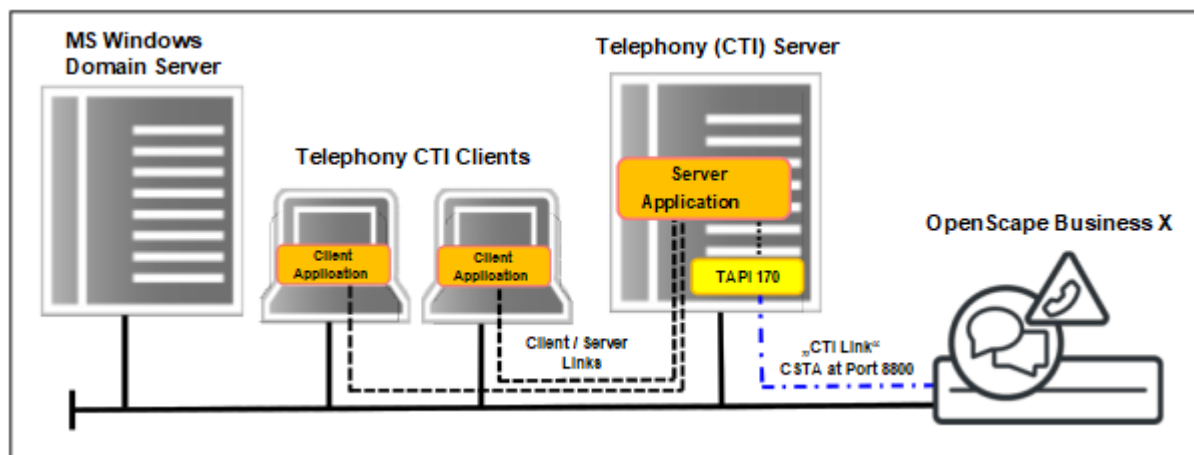 MS Windows
Domain Server
Telephony (CTI) Server
Telephony CTI Clients
Server
Application
OpenScape Business X
Client
Application
Client
Application
TAPI 170
Client / Server
Links
„CTI Link“
CSTA at Port 8800